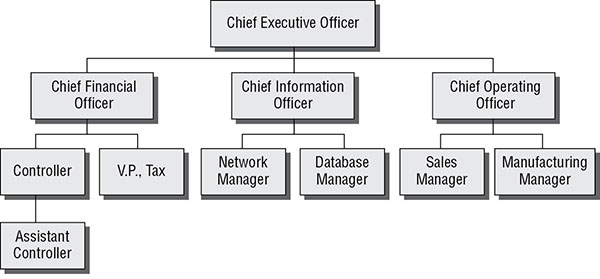 Chief Executive Officer
Chief Financial
Officer
Chief Information
Officer
Chief Operating
Officer
Controller
V.P., Tax
Network
Manager
Database
Manager
Sales
Manager
Manufacturing
Manager
Assistant
Controller